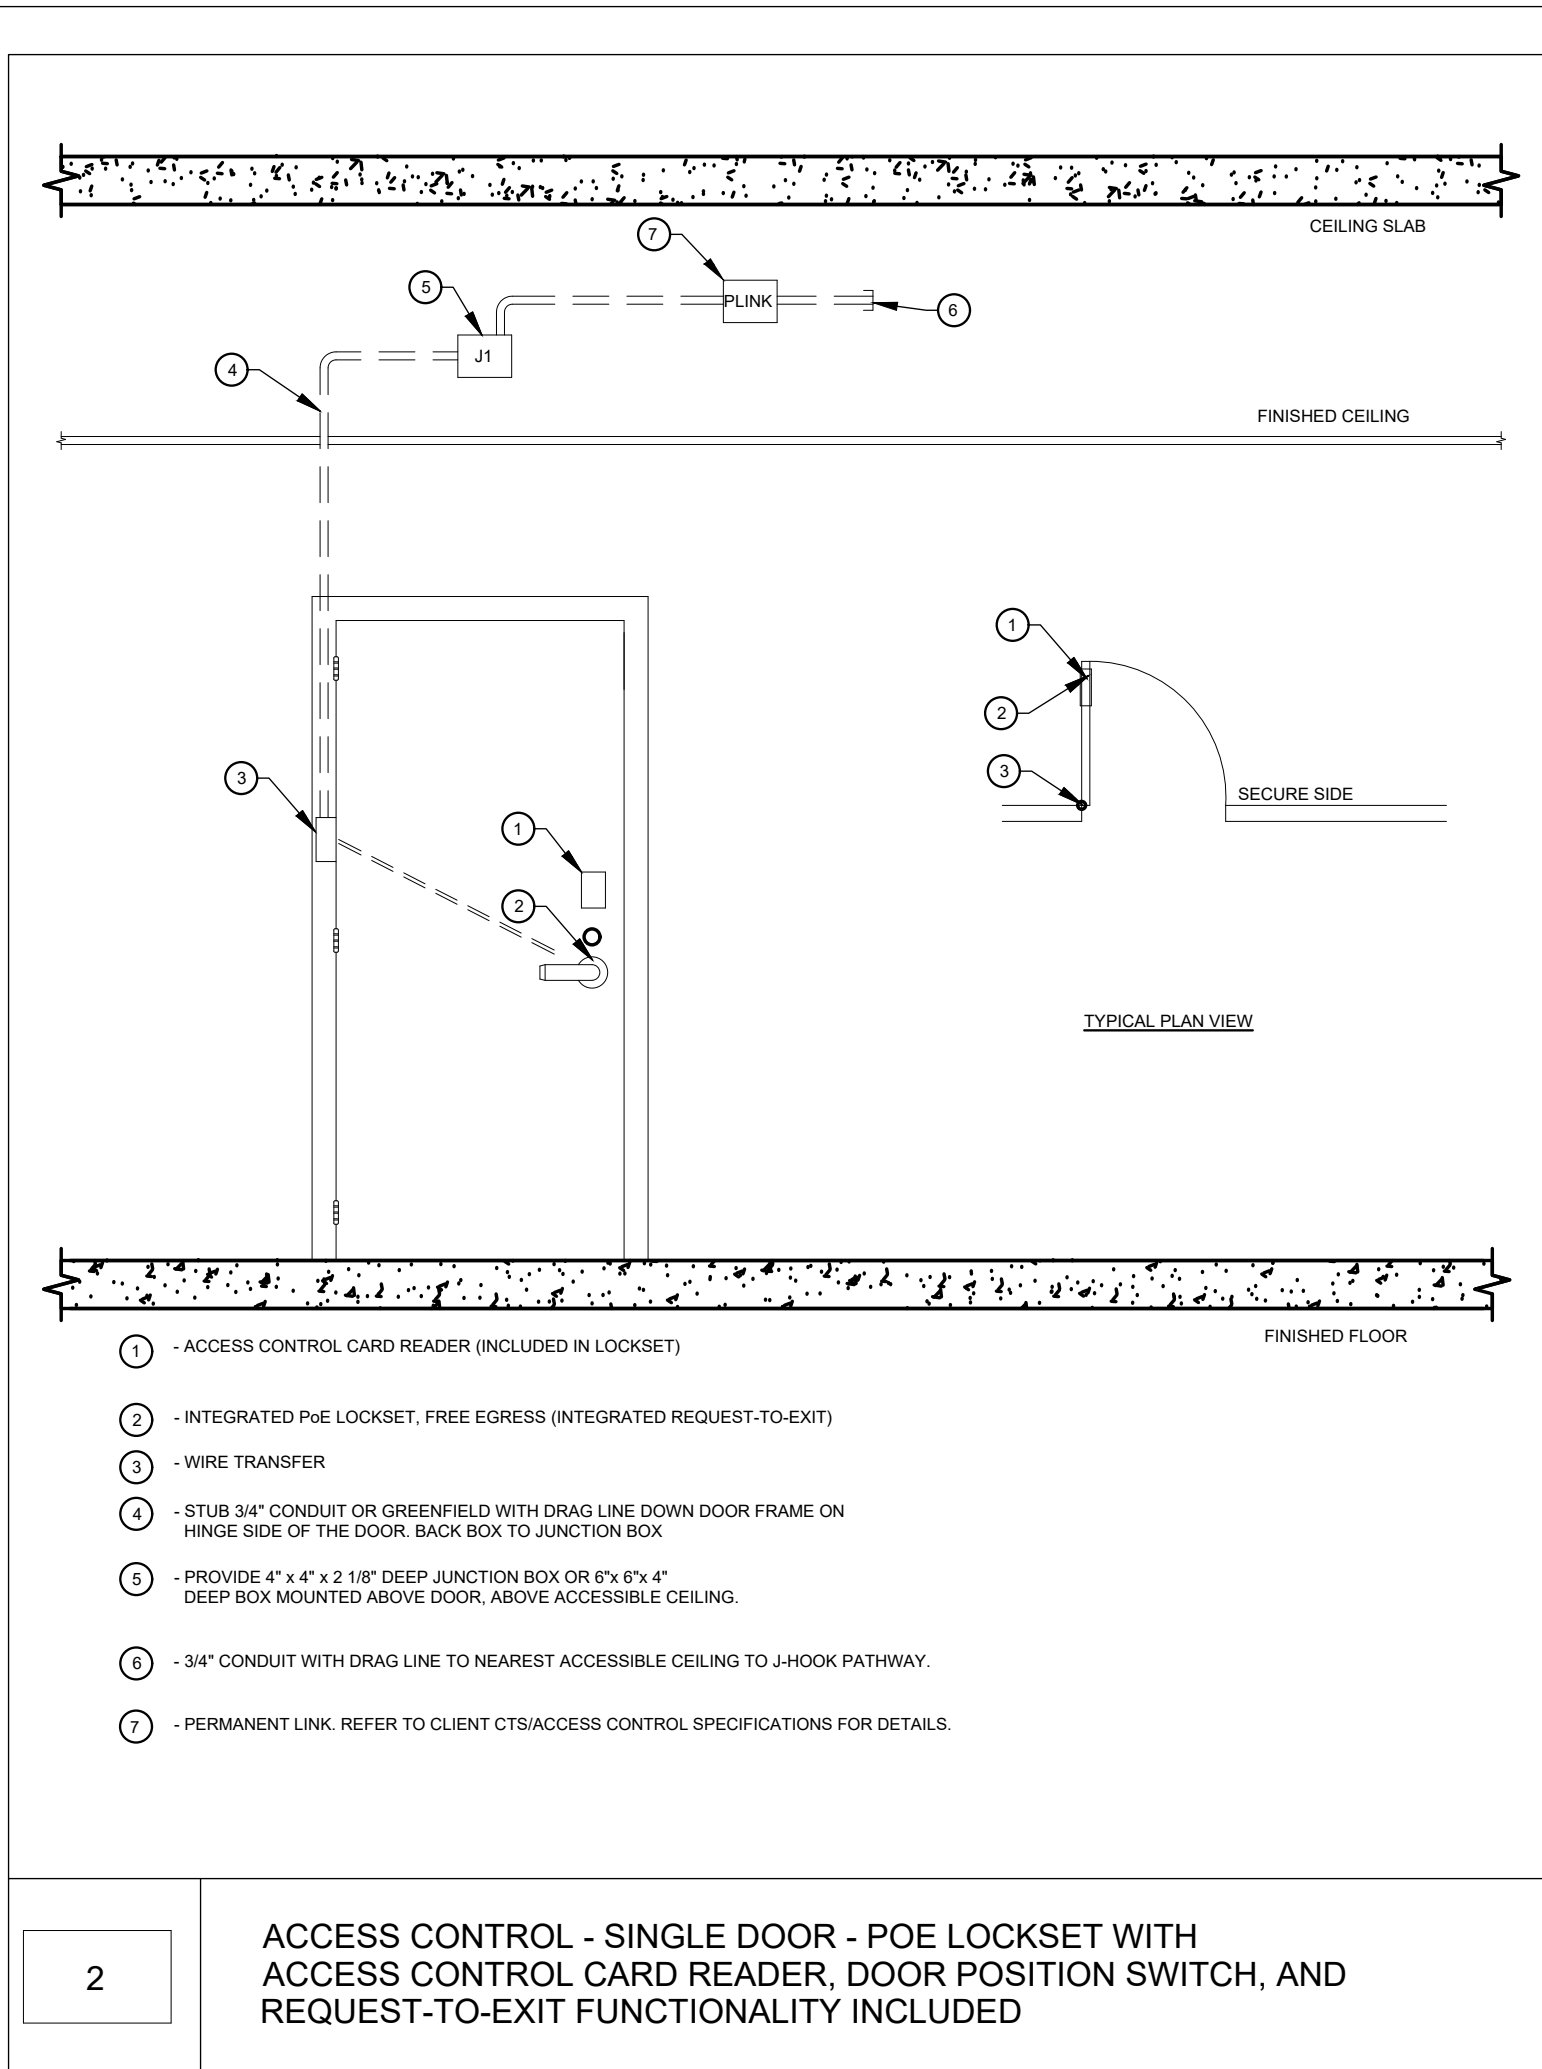 CEILING SLAB
7
5
PLINK
6
J1
4
FINISHED CEILING
1
2
3
SECURE SIDE
3
1
2
TYPICAL PLAN VIEW
FINISHED FLOOR
1 - ACCESS CONTROL CARD READER (INCLUDED IN LOCKSET)
2 - INTEGRATED PoE LOCKSET, FREE EGRESS (INTEGRATED REQUEST-TO-EXIT)
3 - WIRE TRANSFER
4 - STUB 3/4" CONDUIT OR GREENFIELD WITH DRAG LINE DOWN DOOR FRAME ON
HINGE SIDE OF THE DOOR. BACK BOX TO JUNCTION BOX
5 - PROVIDE 4" x 4" x 2 1/8" DEEP JUNCTION BOX OR 6"x 6"x 4"
DEEP BOX MOUNTED ABOVE DOOR, ABOVE ACCESSIBLE CEILING.
6 - 3/4" CONDUIT WITH DRAG LINE TO NEAREST ACCESSIBLE CEILING TO J-HOOK PATHWAY.
7 - PERMANENT LINK. REFER TO CLIENT CTS/ACCESS CONTROL SPECIFICATIONS FOR DETAILS.
2
ACCESS CONTROL - SINGLE DOOR - POE LOCKSET WITH
ACCESS CONTROL CARD READER, DOOR POSITION SWITCH, AND
REQUEST-TO-EXIT FUNCTIONALITY INCLUDED